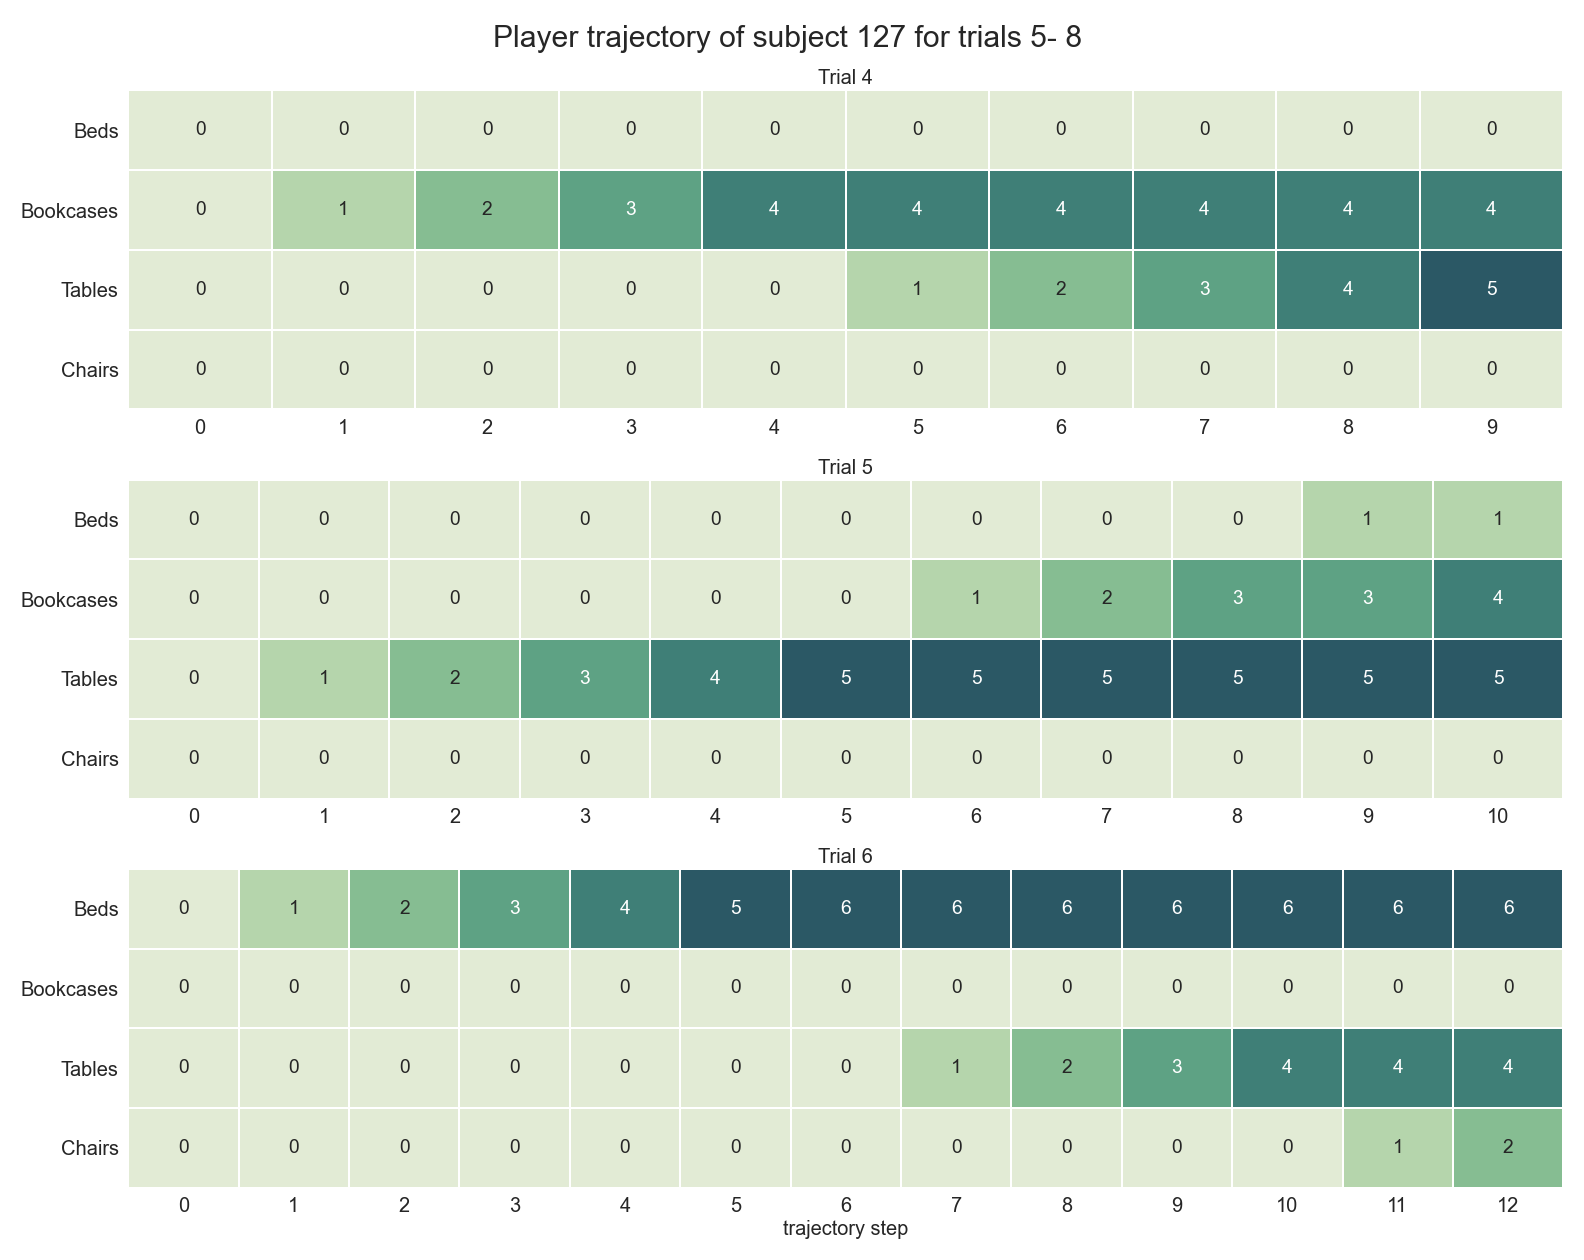 Player trajectory of subject 127 for trials 5- 8
Trial 4
Beds 0 0 0 0 0 0 0 0 0 0
Bookcases 0 1 2 3 4 4 4 4 4 4
Tables 0 0 0 0 0 1 2 3 4 5
Chairs 0 0 0 0 0 0 0 0 0 0
0 1 2 3 4 5 6 7 8 9
Trial 5
Beds 0 0 0 0 0 0 0 0 0 1 1
Bookcases 0 0 0 0 0 0 1 2 3 3 4
Tables 0 1 2 3 4 5 5 5 5 5 5
Chairs 0 0 0 0 0 0 0 0 0 0 0
0 1 2 3 4 5 6 7 8 9 10
Trial 6
Beds 0 1 2 3 4 5 6 6 6 6 6 6 6
Bookcases 0 0 0 0 0 0 0 0 0 0 0 0 0
Tables 0 0 0 0 0 0 0 1 2 3 4 4 4
Chairs 0 0 0 0 0 0 0 0 0 0 0 1 2
0 1 2 3 4 5 6 7 8 9 10 11 12
trajectory step